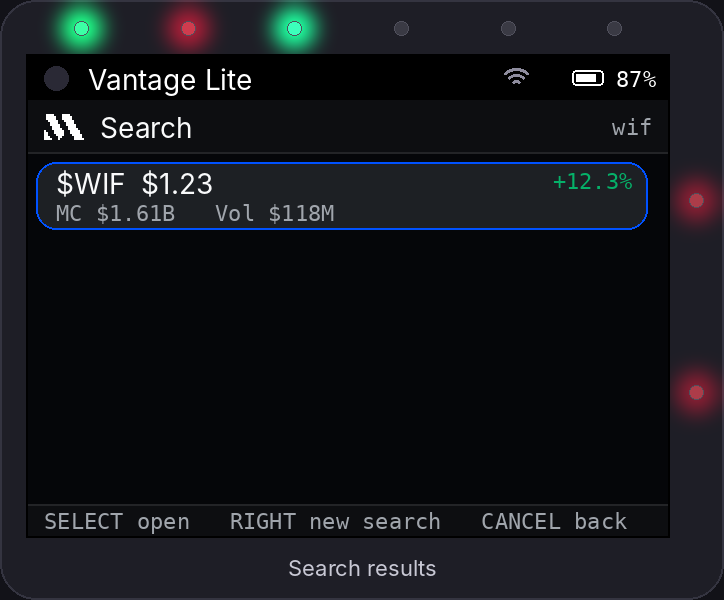 Vantage Lite 87%
Search wif
$WIF $1.23 +12.3%
MC $1.61B Vol $118M
SELECT open RIGHT new search CANCEL back
Search results